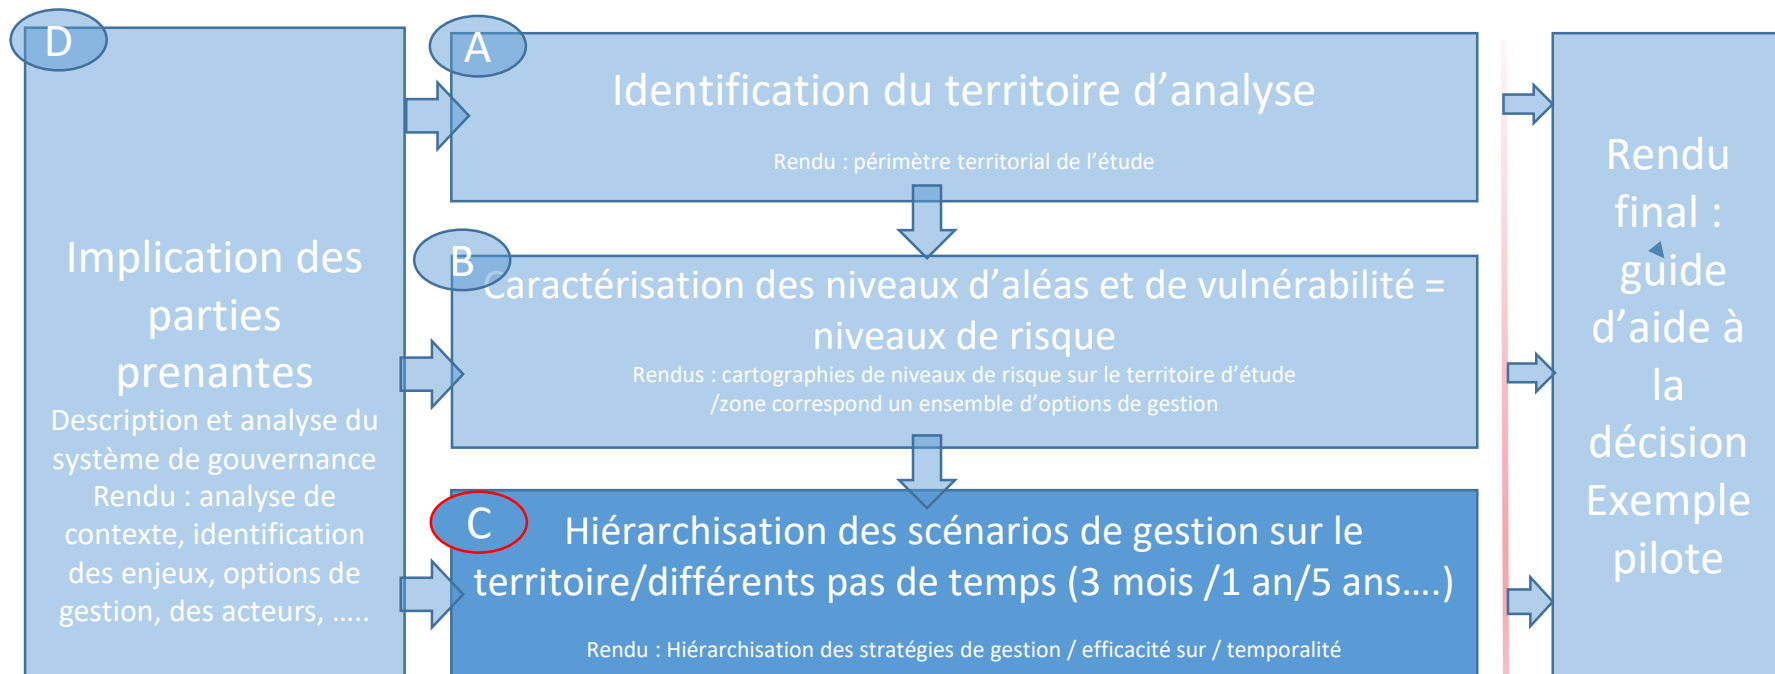 D
Implication des
parties
prenantes
Description et analyse du
système de gouvernance
Rendu : analyse de
contexte, identification
des enjeux, options de
gestion, des acteurs, …..
A
Identification du territoire d’analyse
Rendu : périmètre territorial de l’étude
B
Caractérisation des niveaux d’aléas et de vulnérabilité =
niveaux de risque
Rendus : cartographies de niveaux de risque sur le territoire d’étude
/zone correspond un ensemble d’options de gestion
C
Hiérarchisation des scénarios de gestion sur le
territoire/différents pas de temps (3 mois /1 an/5 ans….)
Rendu : Hiérarchisation des stratégies de gestion / efficacité sur / temporalité
Rendu
final :
guide
d’aide à
la
décision
Exemple
pilote